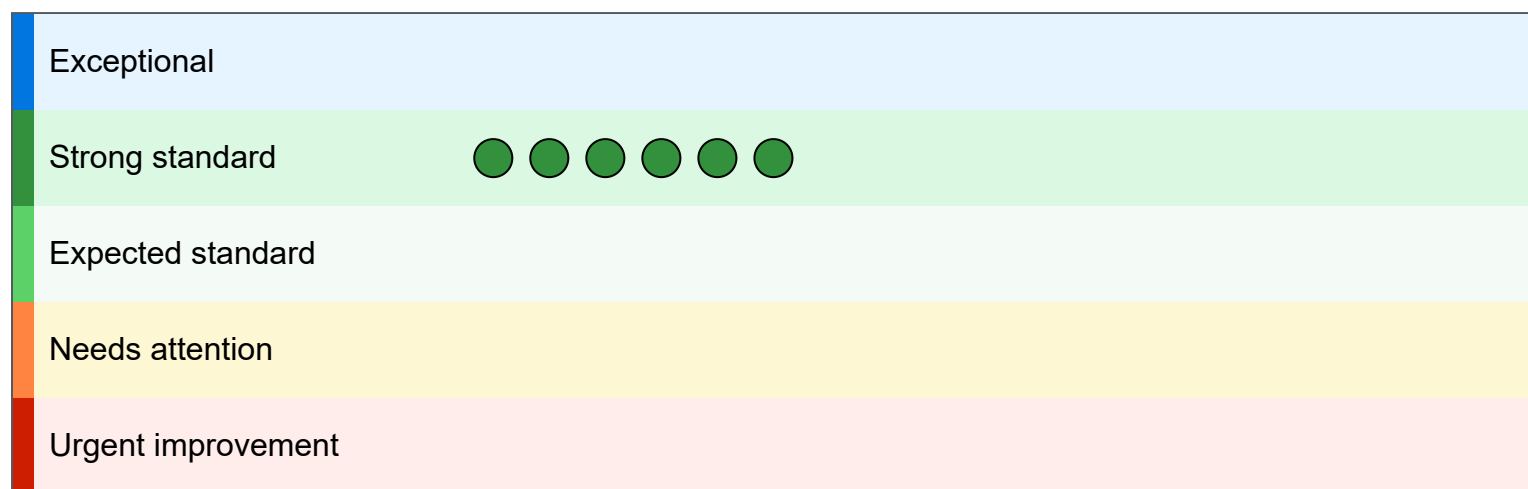 Exceptional
Strong standard
Expected standard
Needs attention
Urgent improvement